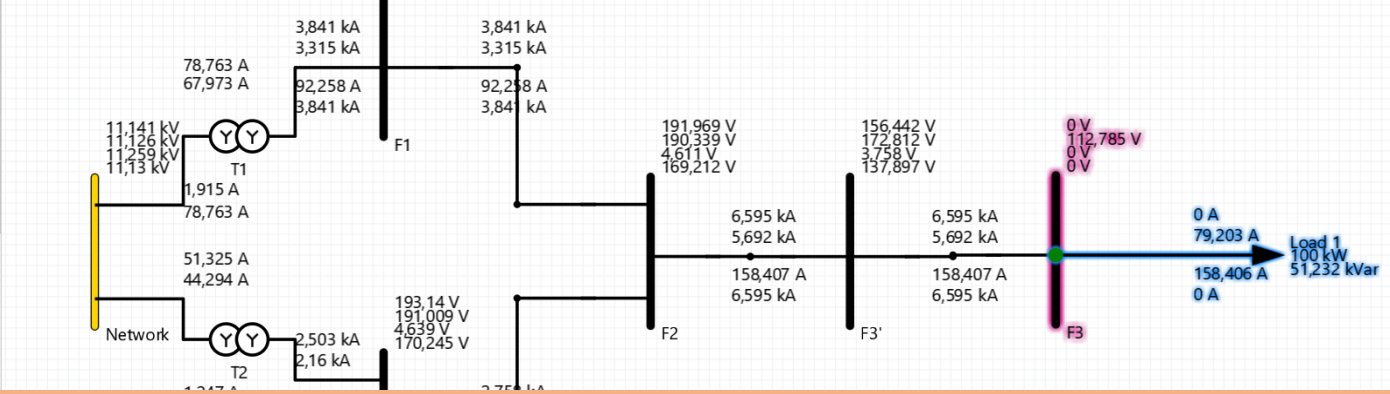 3,841 kA
3,315 kA
92,258 A
3,841 kA
3,841 kA
3,315 kA
92,258 A
3,841 kA
78,763 A
67,973 A
F1
11,141 kV
11,126 kV
11,259 kV
11,13 kV
T1
1,915 A
78,763 A
51,325 A
44,294 A
Network
T2
2,503 kA
2,16 kA
193,14 V
191,009 V
4,639 V
170,245 V
191,969 V
190,339 V
4,611 V
169,212 V
F2
6,595 kA
5,692 kA
158,407 A
6,595 kA
156,442 V
172,812 V
3,758 V
137,897 V
F3'
6,595 kA
5,692 kA
158,407 A
6,595 kA
0 V
112,785 V
0 V
0 V
F3
0 A
79,203 A
158,406 A
0 A
Load 1
100 kW
51,232 kVar